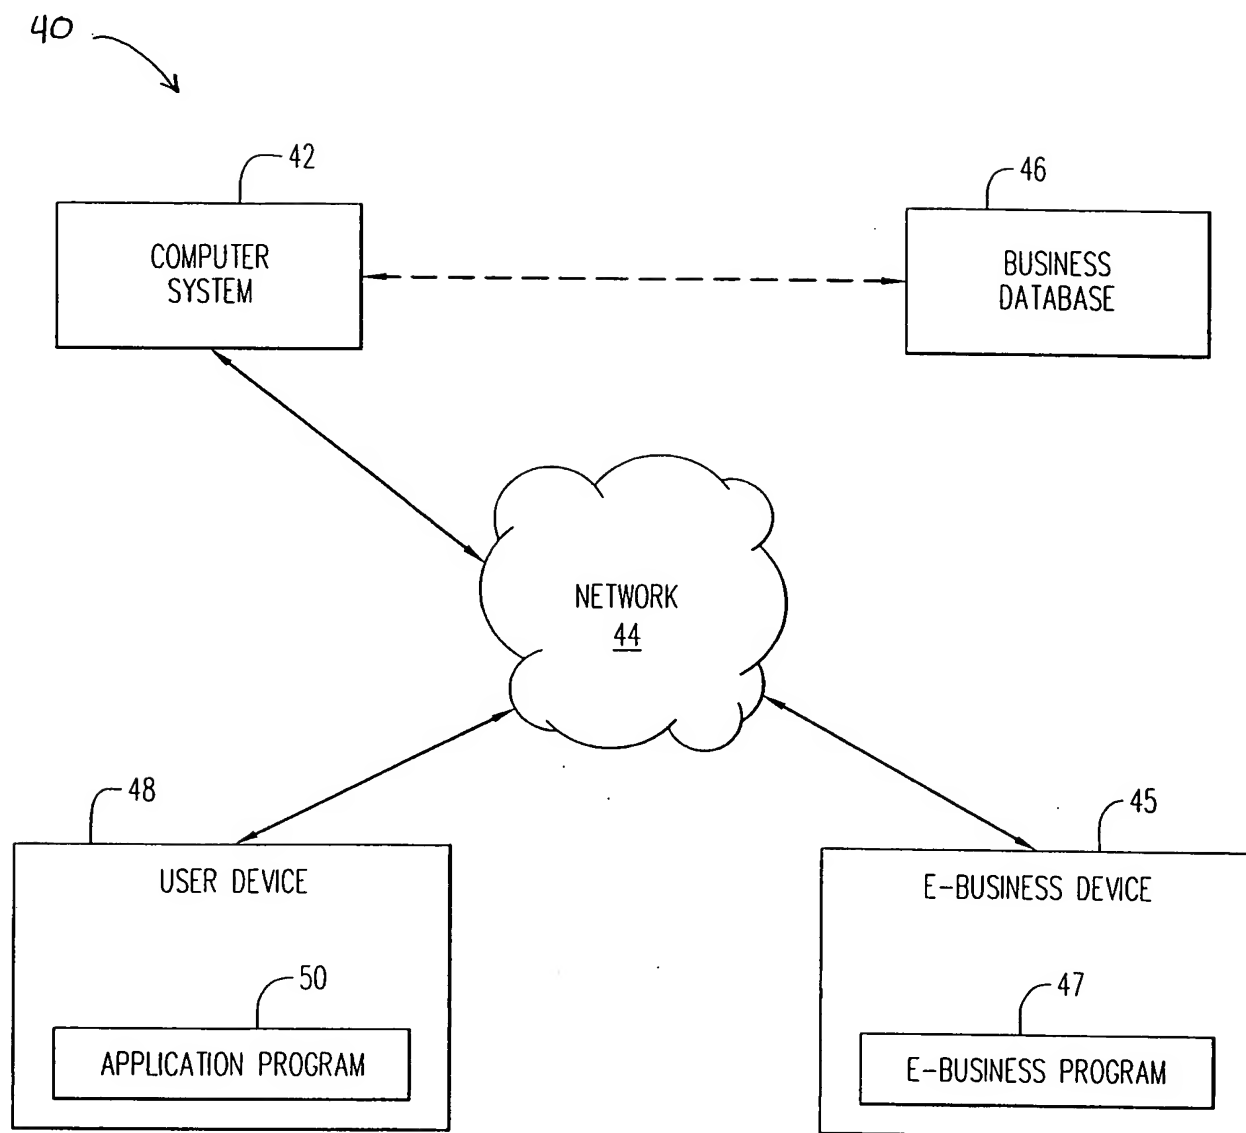 40
42
COMPUTER
SYSTEM
46
BUSINESS
DATABASE
NETWORK
44
48
USER DEVICE
50
APPLICATION PROGRAM
45
E-BUSINESS DEVICE
47
E-BUSINESS PROGRAM